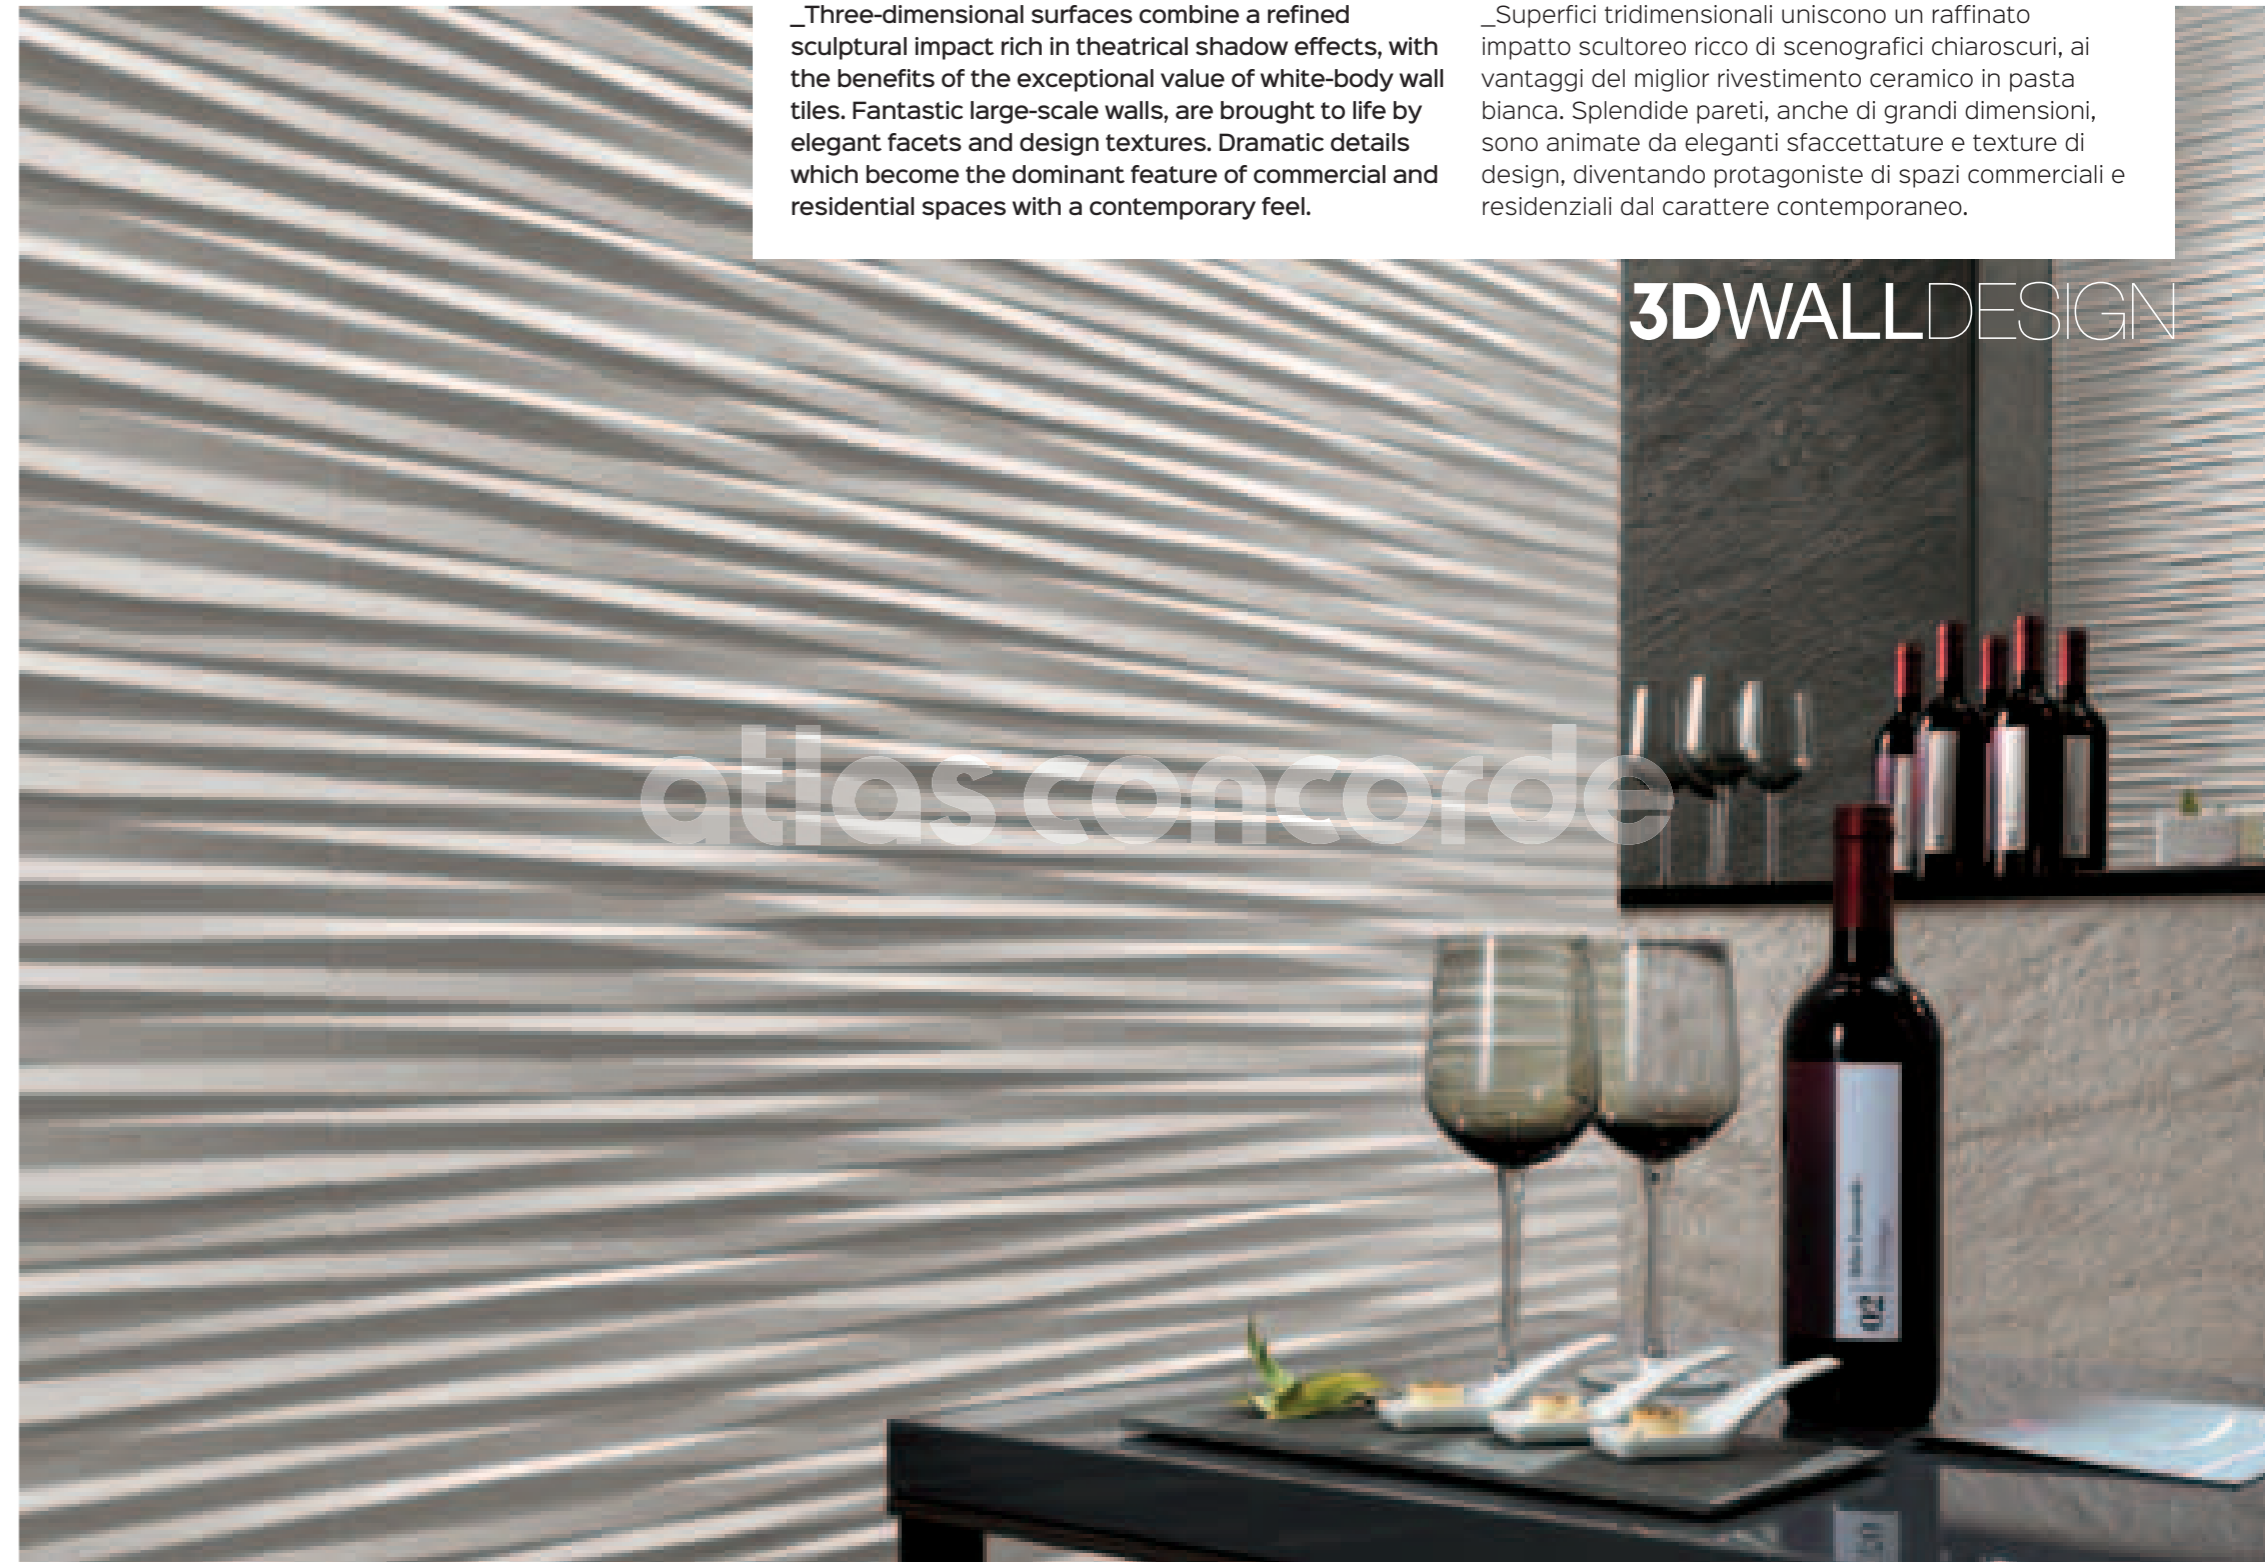 _Three-dimensional surfaces combine a refined
sculptural impact rich in theatrical shadow effects, with
the benefits of the exceptional value of white-body wall
tiles. Fantastic large-scale walls, are brought to life by
elegant facets and design textures. Dramatic details
which become the dominant feature of commercial and
residential spaces with a contemporary feel.
_Superfici tridimensionali uniscono un raffinato
impatto scultoreo ricco di scenografici chiaroscuri, ai
vantaggi del miglior rivestimento ceramico in pasta
bianca. Splendide pareti, anche di grandi dimensioni,
sono animate da eleganti sfaccettature e texture di
design, diventando protagoniste di spazi commerciali e
residenziali dal carattere contemporaneo.
3DWALLDESIGN
atlas concorde
02